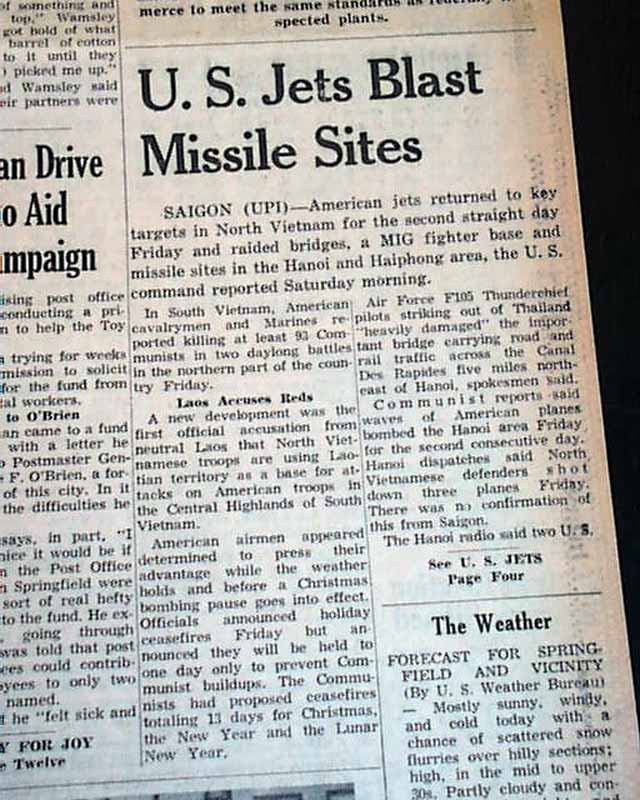 of something and
top," Wamsley
got hold of what
barrel of cotton
to it until they
) picked me up."
d Wamsley said
eir partners were
an Drive
o Aid
mpaign
ising post office
conducting a pri-
n to help the Toy
a trying for weeks
mission to solicit
for the fund from
tal workers.
to O'Brien
an came to a fund
with a letter he
o Postmaster Gen-
F. O'Brien, a for-
of this city. In it
the difficulties he
says, in part, "I
nice it would be if
n the Post Office
n Springfield were
sort of real hefty
to the fund. He ex-
going through
was told that post
ees could contrib-
oyees to only two
named.
t he "felt sick and
Y FOR JOY
e Twelve
merce to meet the same standards as
spected plants.
U. S. Jets Blast
Missile Sites
SAIGON (UPI)—American jets returned to key
targets in North Vietnam for the second straight day
Friday and raided bridges, a MIG fighter base and
missile sites in the Hanoi and Haiphong area, the U. S.
command reported Saturday morning.
In South Vietnam, American
cavalrymen and Marines re-
ported killing at least 93 Com-
munists in two daylong battles
in the northern part of the coun-
try Friday.
Laos Accuses Reds
A new development was the
first official accusation from
neutral Laos that North Viet-
namese troops are using Lao-
tian territory as a base for at-
tacks on American troops in
the Central Highlands of South
Vietnam.
American airmen appeared
determined to press their
advantage while the weather
holds and before a Christmas
bombing pause goes into effect.
Officials announced holiday
ceasefires Friday but an-
nounced they will be held to
one day only to prevent Com-
munist buildups. The Commu-
nists had proposed ceasefires
totaling 13 days for Christmas,
the New Year and the Lunar
New Year.
Air Force F105 Thunderchief
pilots striking out of Thailand
"heavily damaged" the impor-
tant bridge carrying road and
rail traffic across the Canal
Des Rapides five miles north-
east of Hanoi, spokesmen said.
Communist reports said
waves of American planes
bombed the Hanoi area Friday
for the second consecutive day.
Hanoi dispatches said North
Vietnamese defenders shot
down three planes Friday.
There was no confirmation of
this from Saigon.
The Hanoi radio said two U. S.
See U. S. JETS
Page Four
The Weather
FORECAST FOR SPRING-
FIELD AND VICINITY
(By U. S. Weather Bureau)
— Mostly sunny, windy,
and cold today with a
chance of scattered snow
flurries over hilly sections;
high, in the mid to upper
30s. Partly cloudy and con-